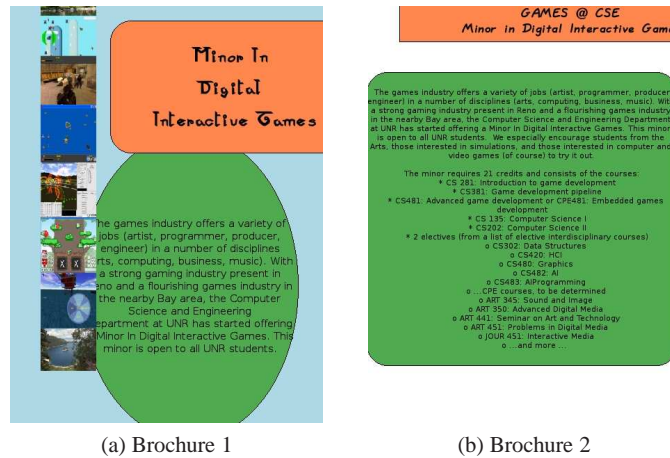 Minor In
Digital
Interactive Games
he games industry offers a variety of
jobs (artist, programmer, producer,
engineer) in a number of disciplines
rts, computing, business, music). With
a strong gaming industry present in
eno and a flourishing games industry in
the nearby Bay area, the Computer
Science and Engineering
epartment at UNR has started offering
Minor In Digital Interactive Games. This
minor is open to all UNR students.
(a) Brochure 1
GAMES @ CSE
Minor in Digital Interactive Gam
The games industry offers a variety of jobs (artist, programmer, producer
engineer) in a number of disciplines (arts, computing, business, music). With
a strong gaming industry present in Reno and a flourishing games industry
in the nearby Bay area, the Computer Science and Engineering Department
at UNR has started offering a Minor In Digital Interactive Games. This minor
is open to all UNR students. We especially encourage students from the
Arts, those interested in simulations, and those interested in computer and
video games (of course) to try it out.
The minor requires 21 credits and consists of the courses:
* CS 281: Introduction to game development
* CS381: Game development pipeline
* CS481: Advanced game development or CPE481: Embedded games
development
* CS 135: Computer Science I
* CS202: Computer Science II
* 2 electives (from a list of elective interdisciplinary courses)
o CS302: Data Structures
o CS420: HCI
o CS480: Graphics
o CS482: AI
o CS483: AIProgramming
o ...CPE courses, to be determined
o ART 345: Sound and Image
o ART 350: Advanced Digital Media
o ART 441: Seminar on Art and Technology
o ART 451: Problems in Digital Media
o JOUR 451: Interactive Media
o ...and more ...
(b) Brochure 2